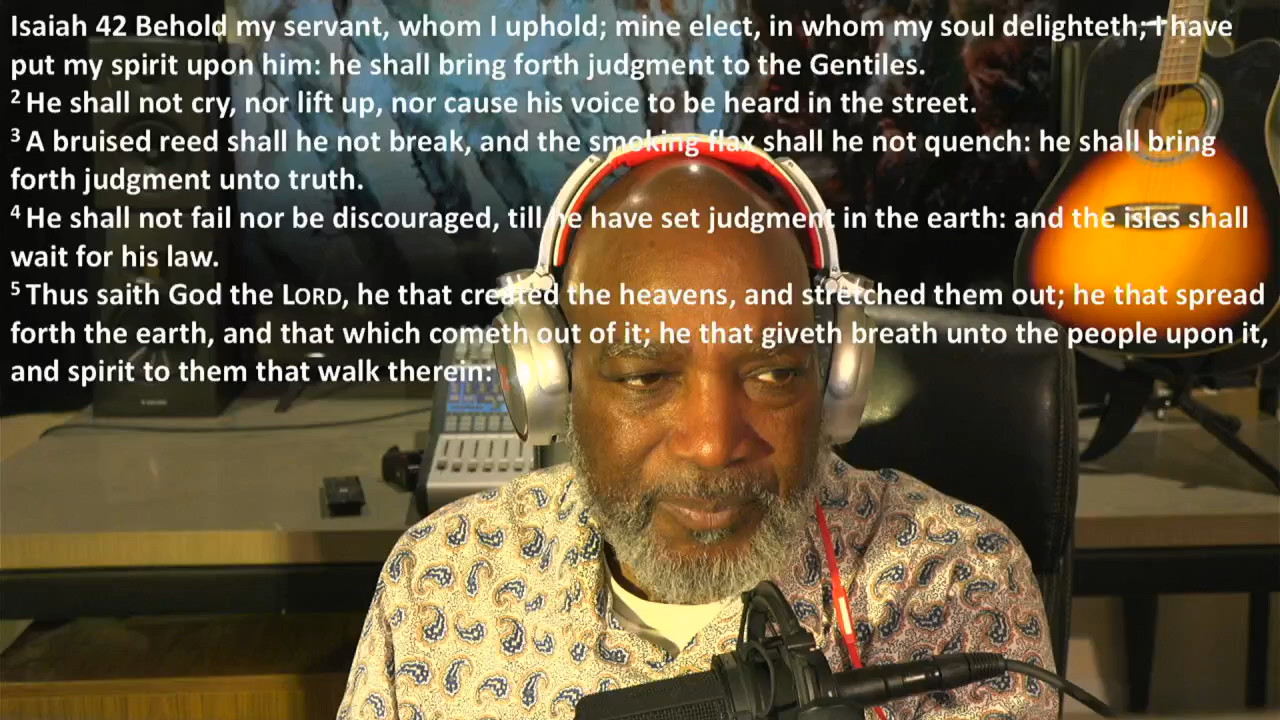 Isaiah 42 Behold my servant, whom I uphold; mine elect, in whom my soul delighteth; I have
put my spirit upon him: he shall bring forth judgment to the Gentiles.
2 He shall not cry, nor lift up, nor cause his voice to be heard in the street.
3 A bruised reed shall he not break, and the smoking flax shall he not quench: he shall bring
forth judgment unto truth.
4 He shall not fail nor be discouraged, till he have set judgment in the earth: and the isles shall
wait for his law.
5 Thus saith God the LORD, he that created the heavens, and stretched them out; he that spread
forth the earth, and that which cometh out of it; he that giveth breath unto the people upon it,
and spirit to them that walk therein: